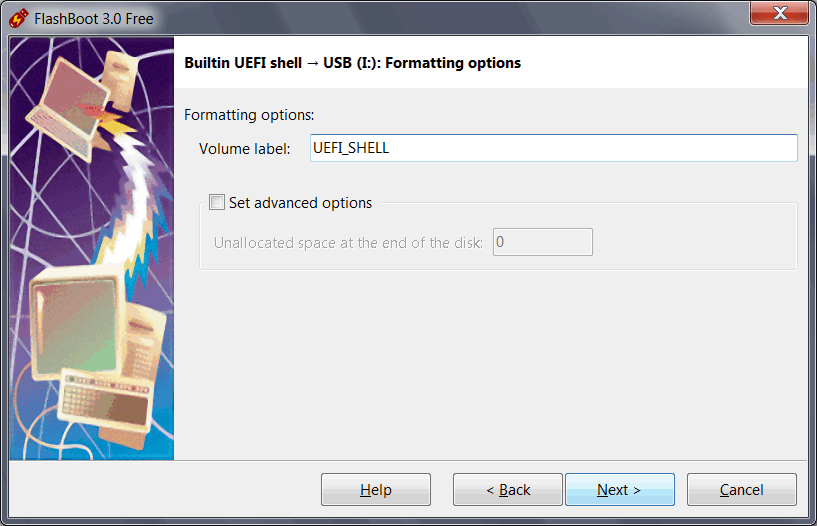 FlashBoot 3.0 Free
Builtin UEFI shell → USB (I:): Formatting options
Formatting options:
Volume label: UEFI_SHELL
Set advanced options
Unallocated space at the end of the disk: 0
Help < Back Next > Cancel